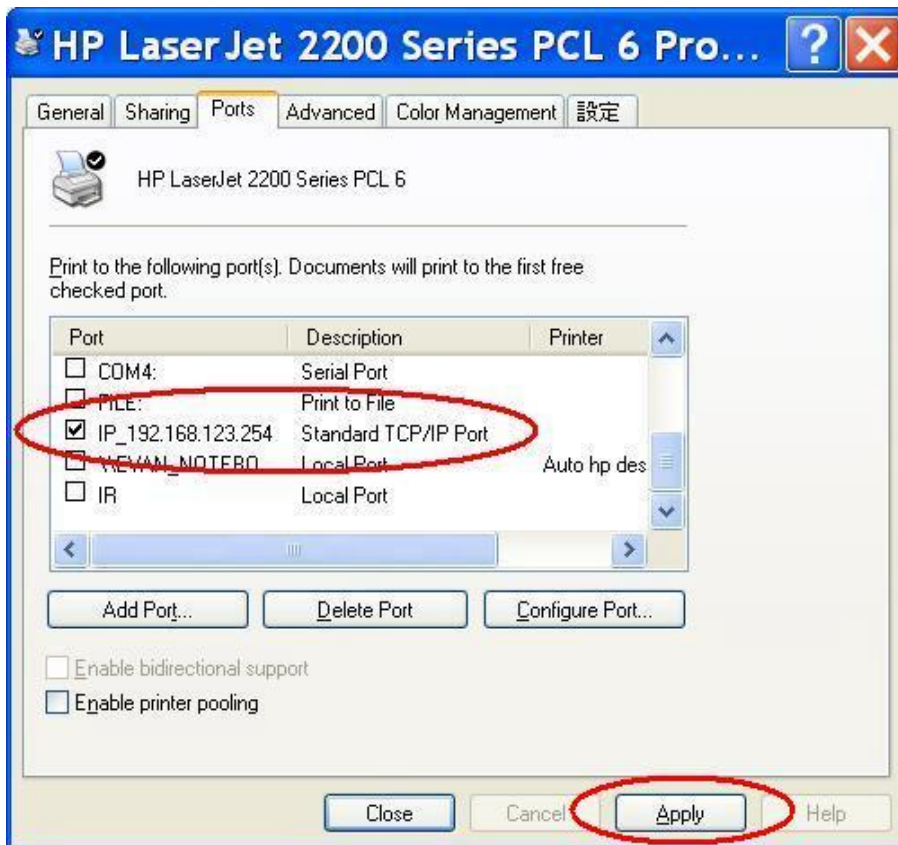 HP LaserJet 2200 Series PCL 6 Pro...
General Sharing Ports Advanced Color Management 設定
HP LaserJet 2200 Series PCL 6
Print to the following port(s). Documents will print to the first free
checked port.
Port Description Printer
COM4: Serial Port
FILE: Print to File
IP_192.168.123.254 Standard TCP/IP Port
\\EVAN_NOTEBO... Local Port Auto hp des
IR Local Port
Add Port... Delete Port Configure Port...
Enable bidirectional support
Enable printer pooling
Close Cancel Apply Help